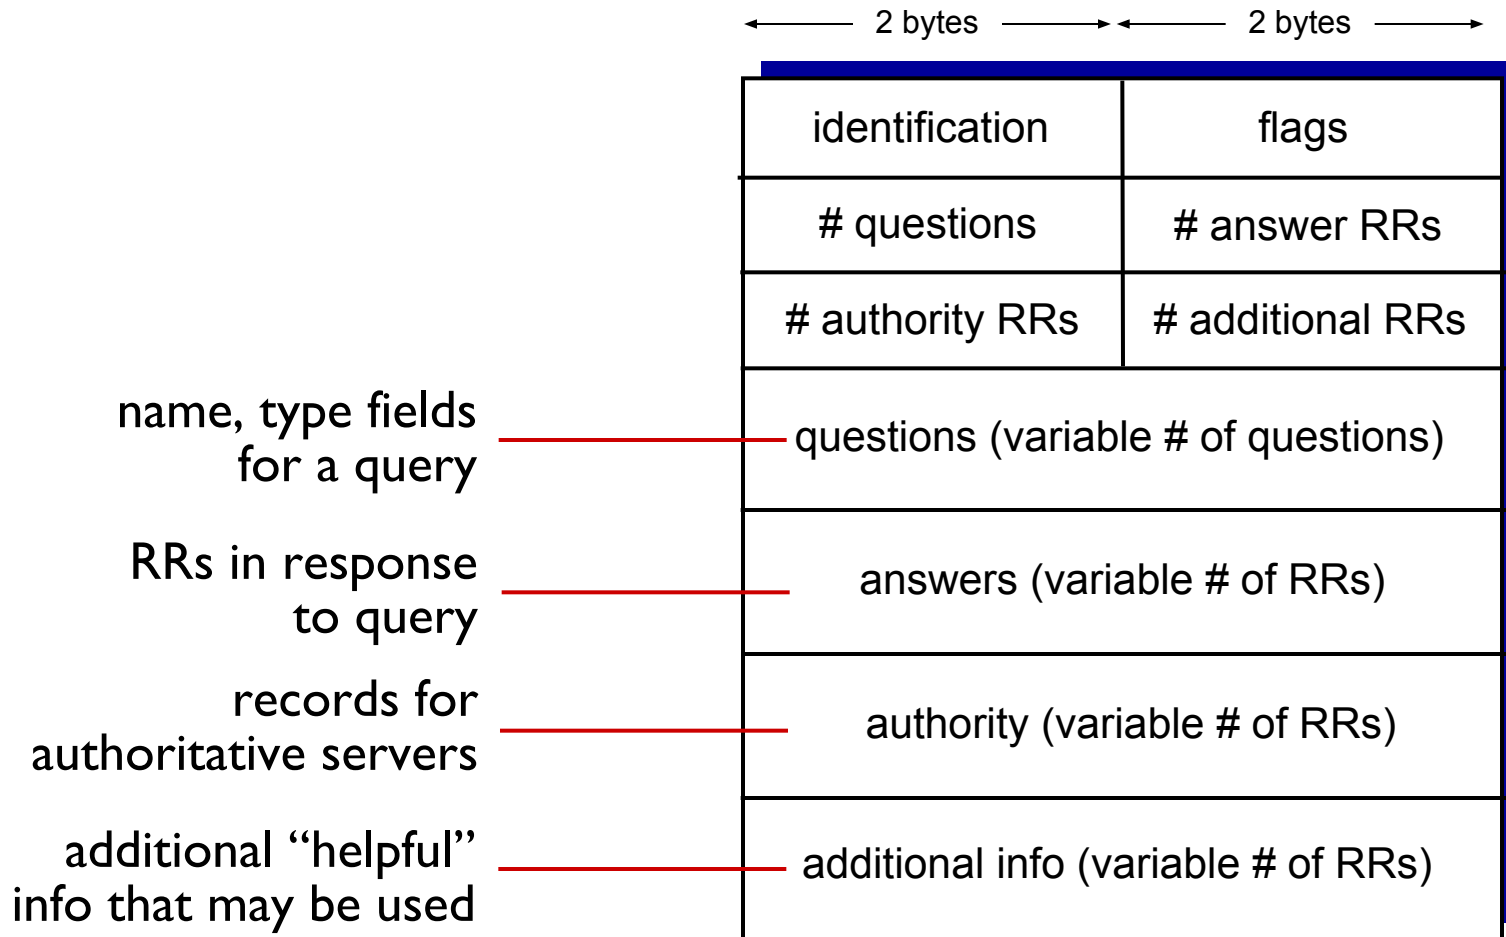 2 bytes 2 bytes
identification flags
# questions # answer RRs
# authority RRs # additional RRs
name, type fields
for a query
questions (variable # of questions)
RRs in response
to query
answers (variable # of RRs)
records for
authoritative servers
authority (variable # of RRs)
additional “helpful”
info that may be used
additional info (variable # of RRs)